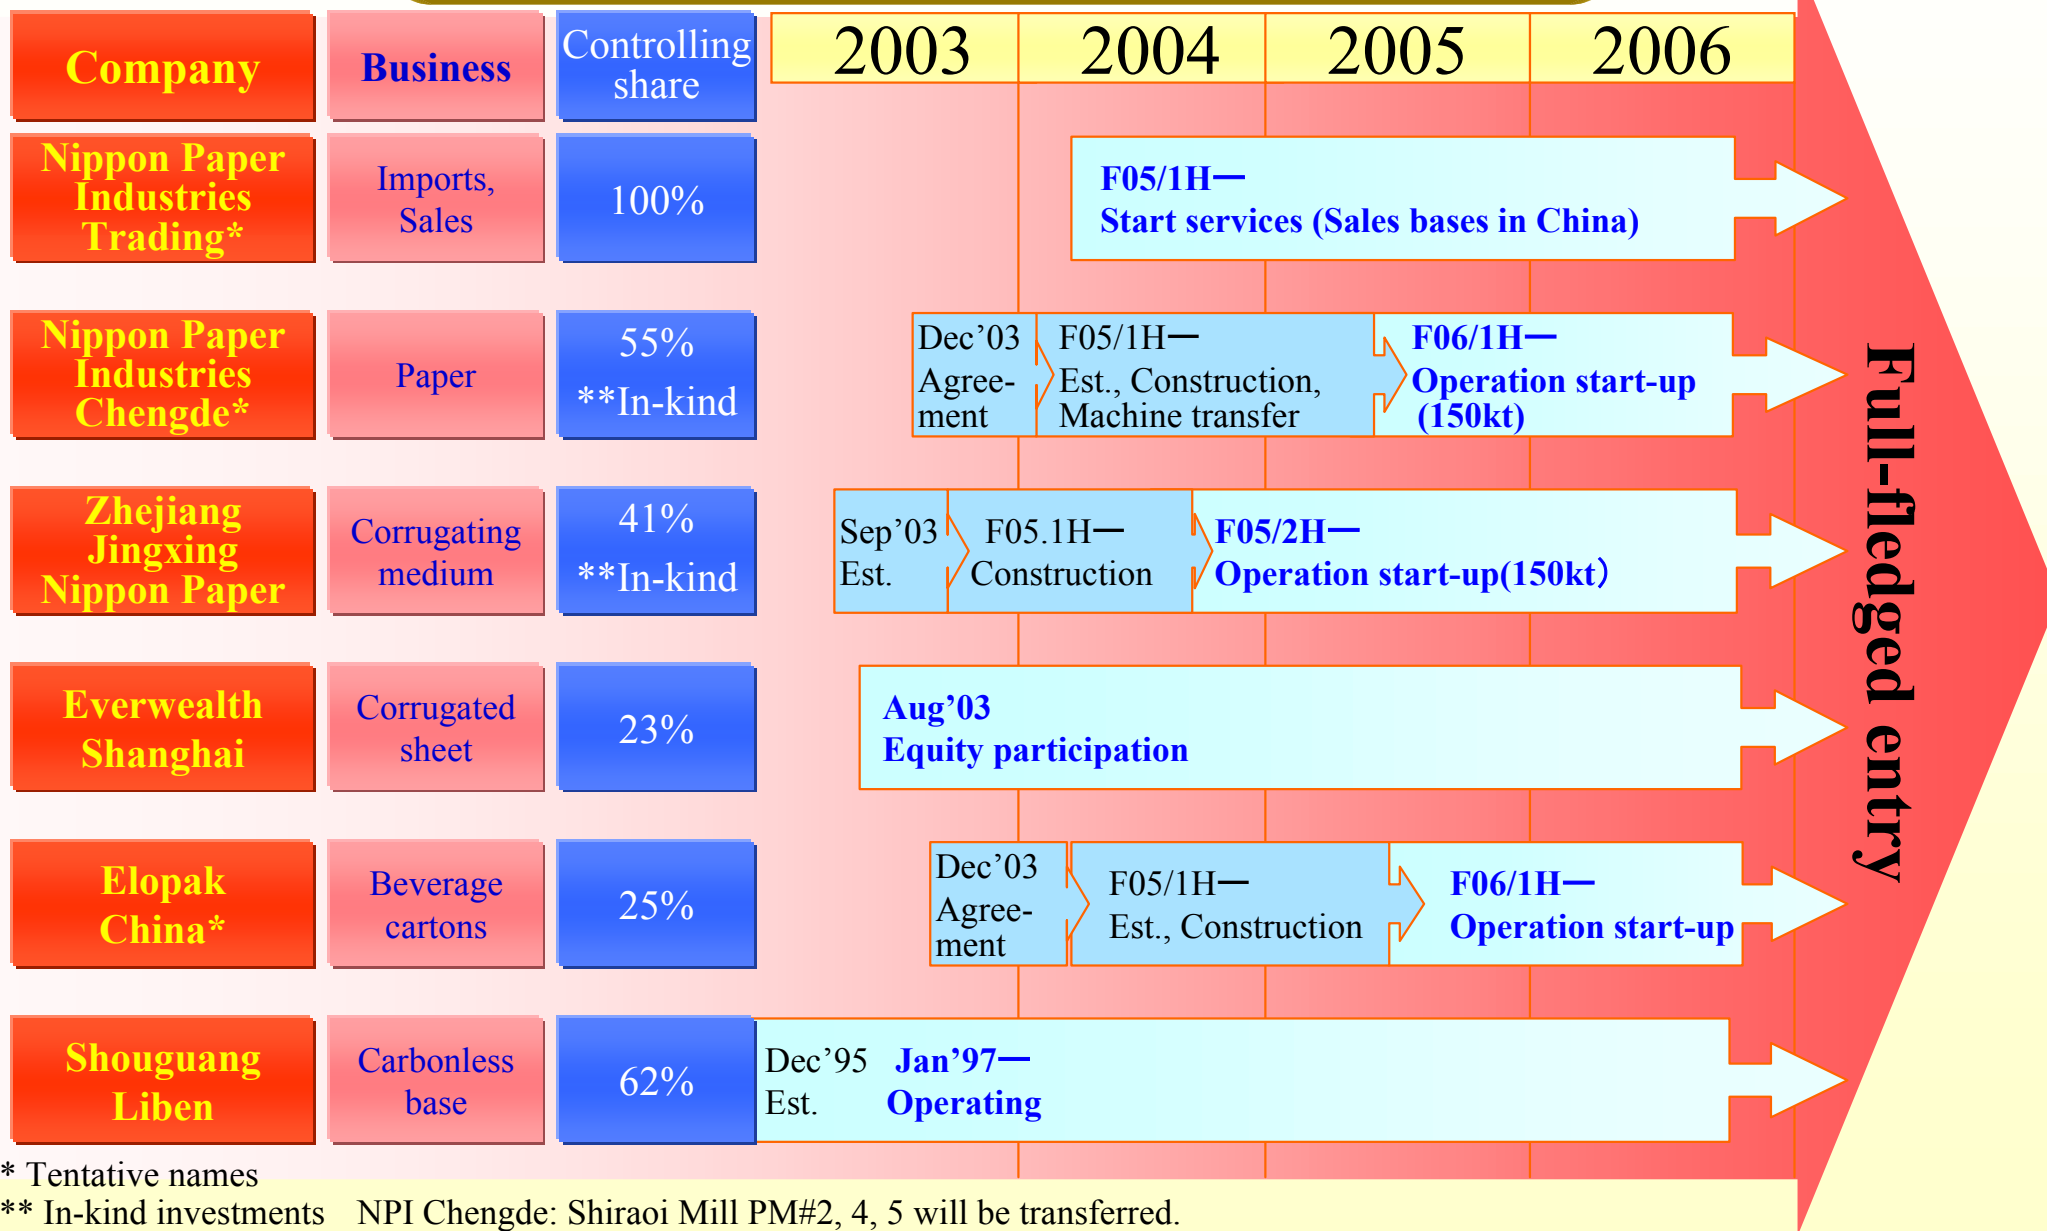 Company
Business
Controlling
share
2003
2004
2005
2006
Nippon Paper
Industries
Trading*
Imports,
Sales
100%
F05/1H—
Start services (Sales bases in China)
Nippon Paper
Industries
Chengde*
Paper
55%
**In-kind
Dec’03
Agree-
ment
F05/1H—
Est., Construction,
Machine transfer
F06/1H—
Operation start-up
(150kt)
Zhejiang
Jingxing
Nippon Paper
Corrugating
medium
41%
**In-kind
Sep’03
Est.
F05.1H—
Construction
F05/2H—
Operation start-up(150kt）
Everwealth
Shanghai
Corrugated
sheet
23%
Aug’03
Equity participation
Elopak
China*
Beverage
cartons
25%
Dec’03
Agree-
ment
F05/1H—
Est., Construction
F06/1H—
Operation start-up
Shouguang
Liben
Carbonless
base
62%
Dec’95
Est.
Jan’97—
Operating
Full-fledged entry
* Tentative names
** In-kind investments NPI Chengde: Shiraoi Mill PM#2, 4, 5 will be transferred.